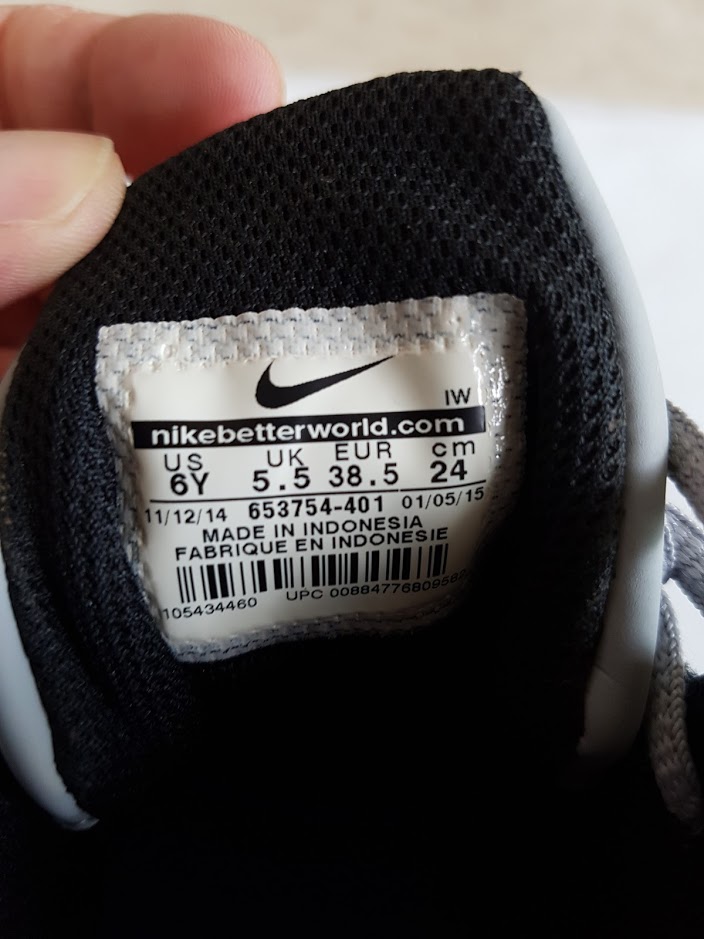 IW
nikebetterworld.com
US UK EUR cm
6Y 5.5 38.5 24
11/12/14 653754-401 01/05/15
MADE IN INDONESIA
FABRIQUE EN INDONESIE
105434460 UPC